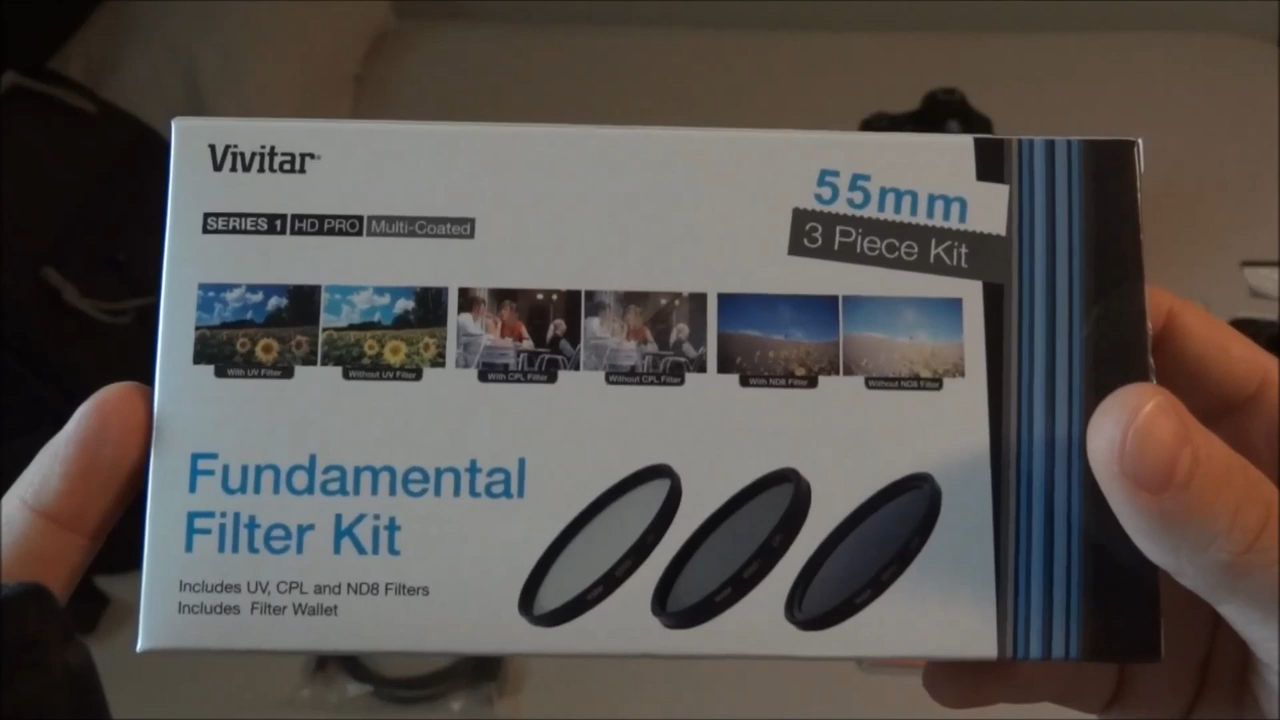 Vivitar
SERIES 1 HD PRO Multi-Coated
55mm
3 Piece Kit
With UV Filter
Without UV Filter
With CPL Filter
Without CPL Filter
With ND8 Filter
Without ND8 Filter
Fundamental
Filter Kit
Includes UV, CPL and ND8 Filters
Includes Filter Wallet